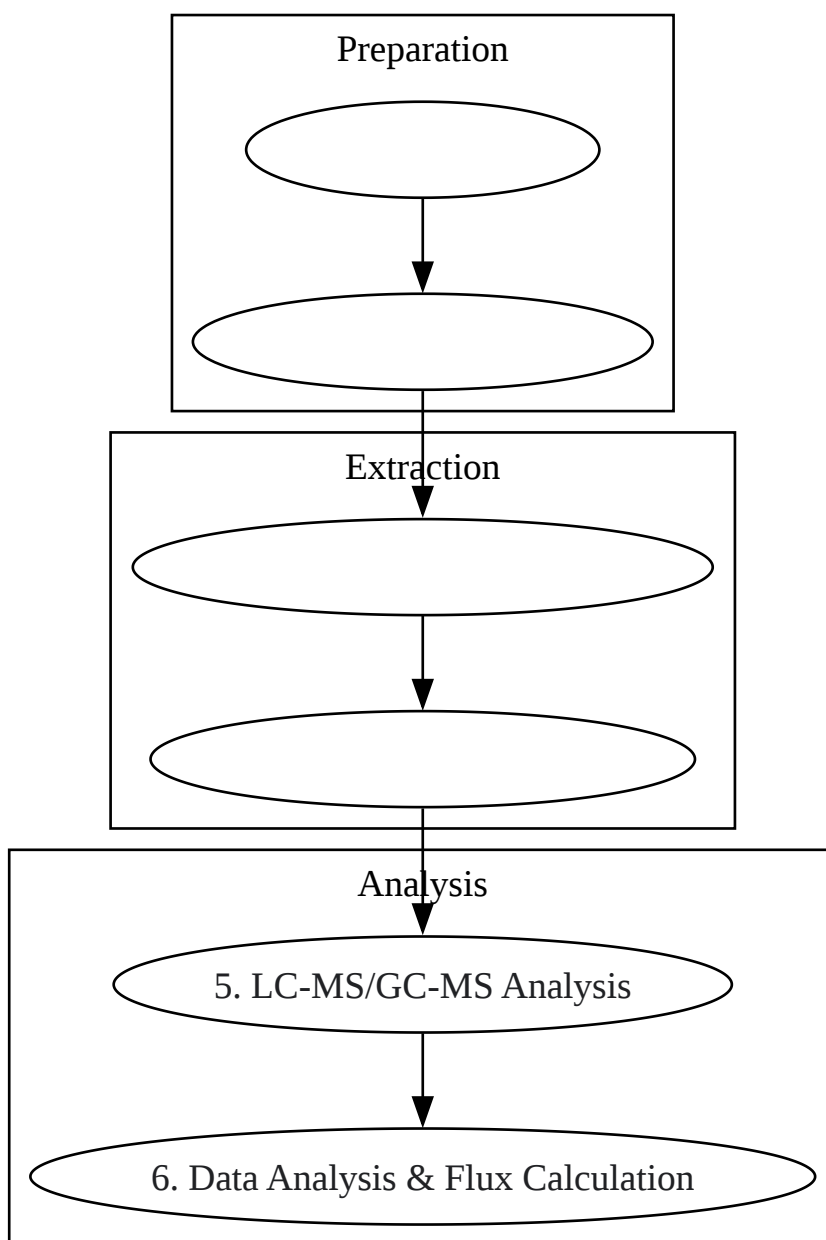 Preparation
Extraction
Analysis
5. LC-MS/GC-MS Analysis
6. Data Analysis & Flux Calculation